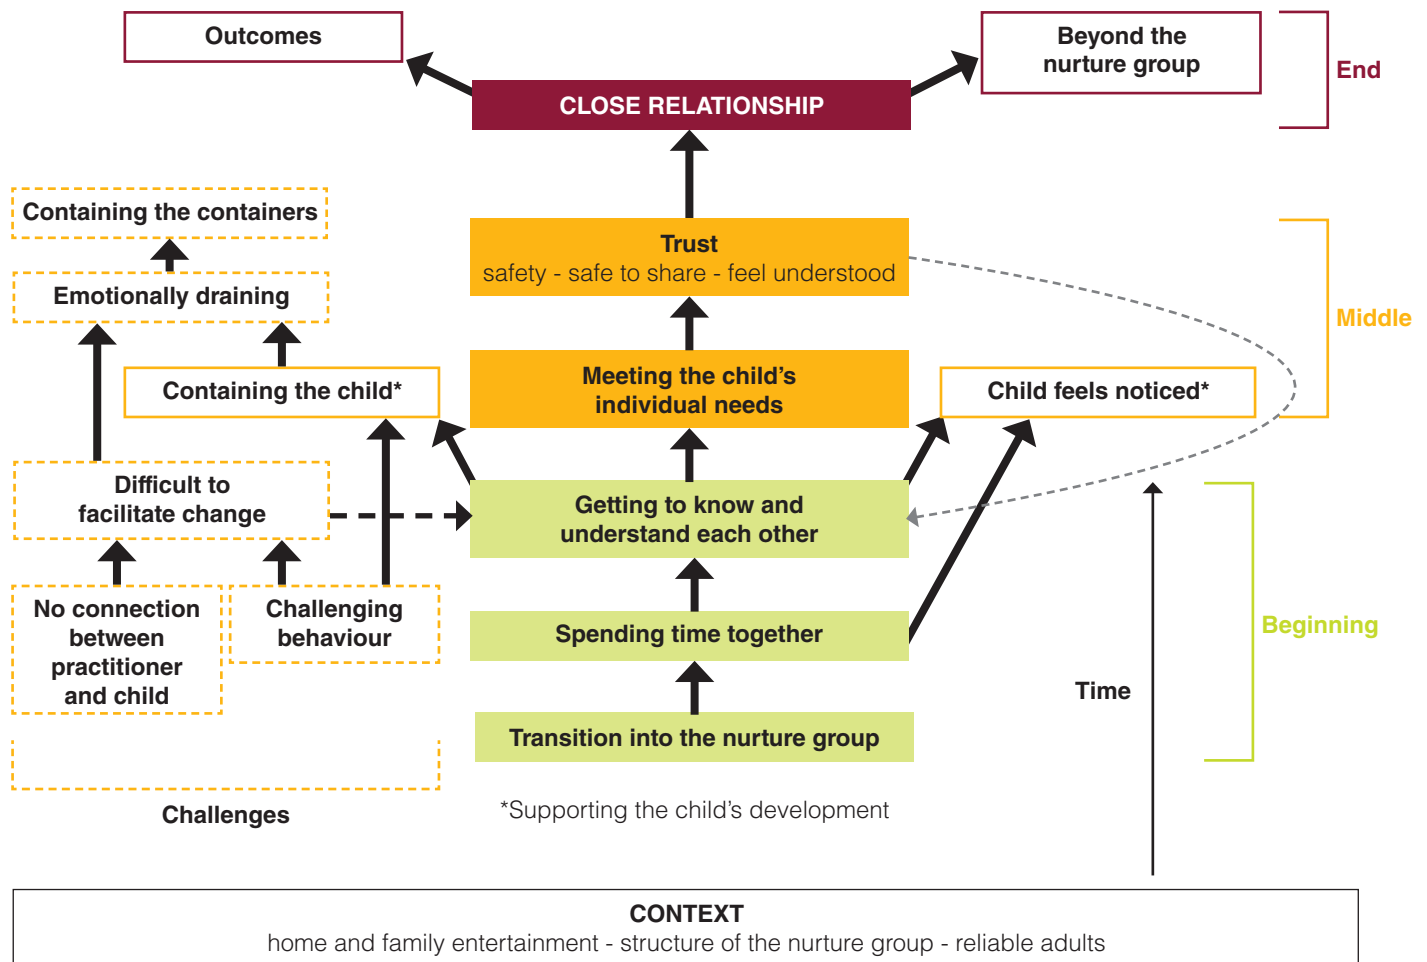 Outcomes
Beyond the
nurture group
End
CLOSE RELATIONSHIP
Containing the containers
Trust
safety - safe to share - feel understood
Emotionally draining
Middle
Containing the child*
Meeting the child's
individual needs
Child feels noticed*
Difficult to
facilitate change
Getting to know and
understand each other
No connection
between
practitioner
and child
Challenging
behaviour
Spending time together
Beginning
Time
Transition into the nurture group
Challenges
*Supporting the child's development
CONTEXT
home and family entertainment - structure of the nurture group - reliable adults